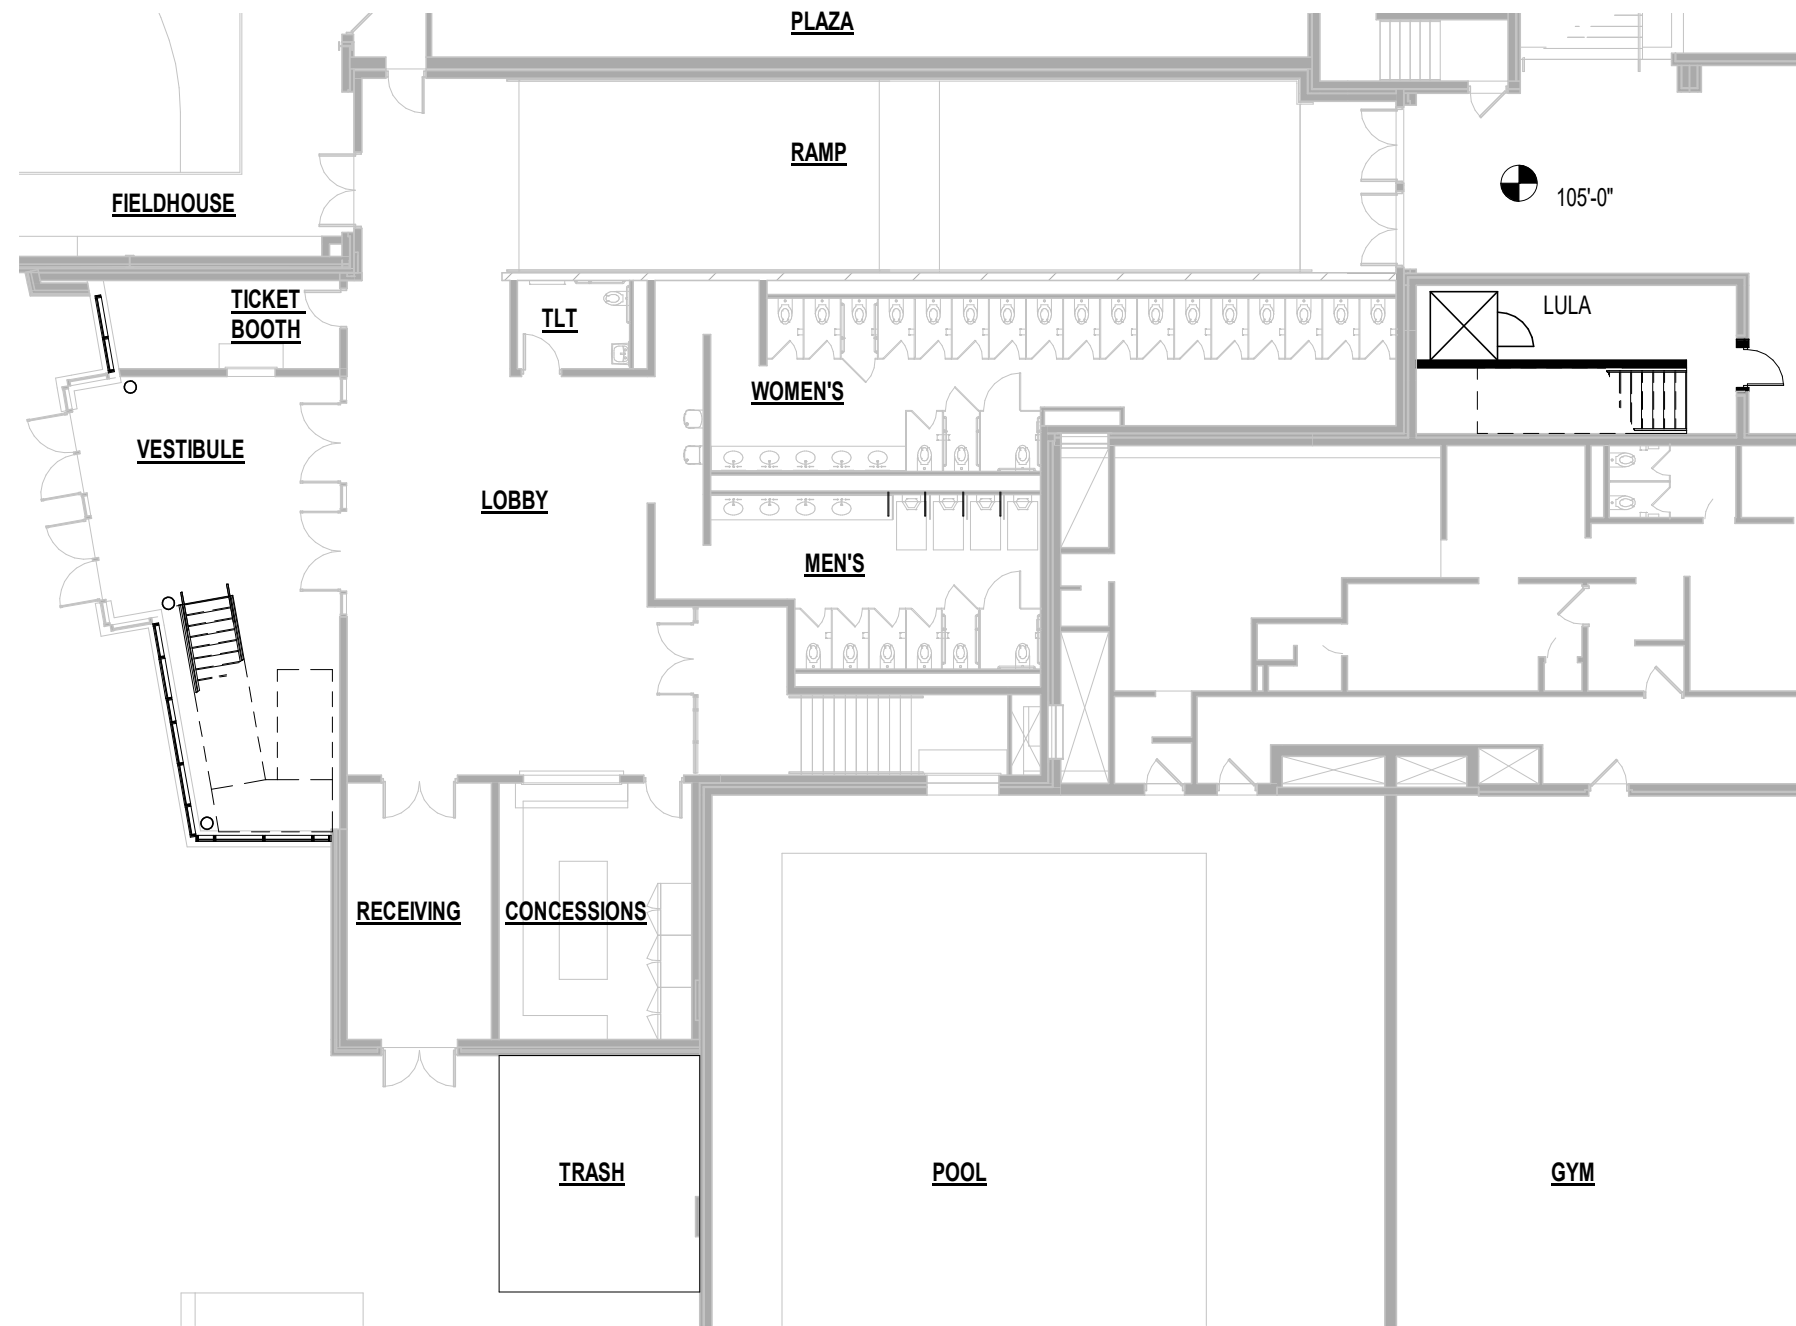 PLAZA
RAMP
FIELDHOUSE
105'-0"
TICKET
BOOTH
TLT
LULA
WOMEN'S
VESTIBULE
LOBBY
MEN'S
RECEIVING
CONCESSIONS
TRASH
POOL
GYM